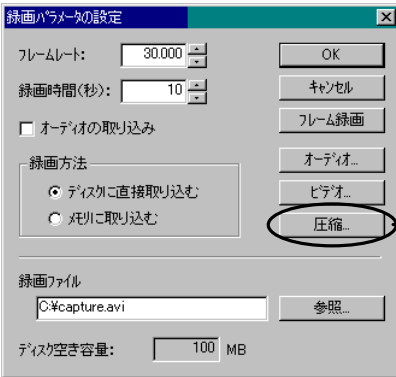 録画パラメータの設定
フレームレート: 30.000
録画時間(秒): 10
オーディオの取り込み
録画方法
ディスクに直接取り込む
メモリに取り込む
OK
キャンセル
フレーム録画
オーディオ...
ビデオ...
圧縮...
録画ファイル
C:¥capture.avi
参照...
ディスク空き容量: 100 MB